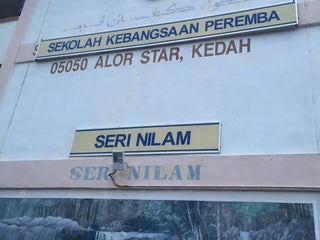 SEKOLAH KEBANGSAAN PEREMBA
05050 ALOR STAR, KEDAH
SERI NILAM
SERI NILAM